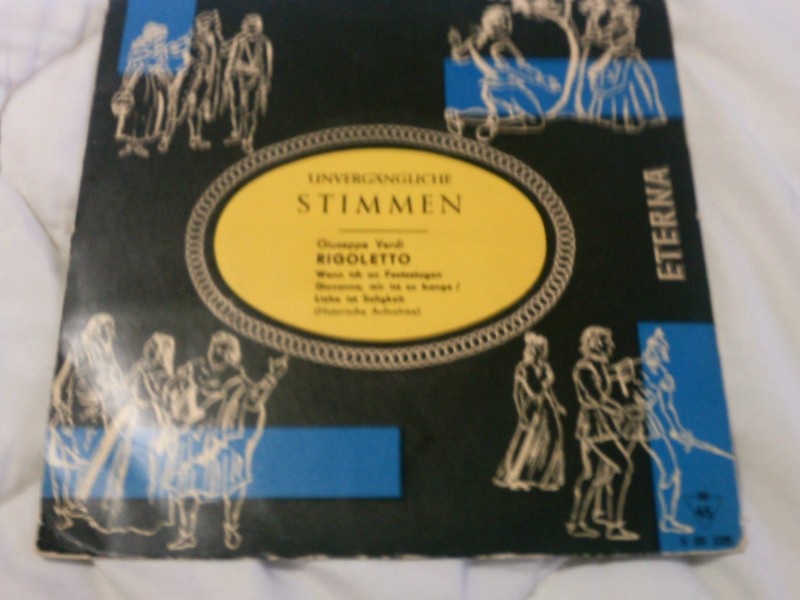 UNVERGÄNGLICHE
STIMMEN
Giuseppe Verdi
RIGOLETTO
Wenn ich an Festestagen
Giovanna, mir ist so bange /
Liebe ist Seligkeit
(Historische Aufnahme)
ETERNA
45